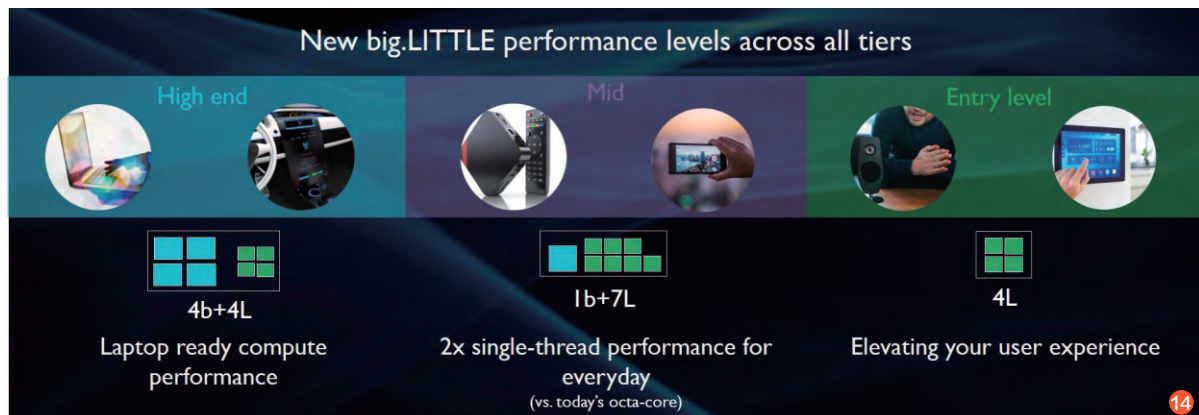 New big.LITTLE performance levels across all tiers
High end
Mid
Entry level
4b+4L
1b+7L
4L
Laptop ready compute
performance
2x single-thread performance for
everyday
(vs. today's octa-core)
Elevating your user experience
14